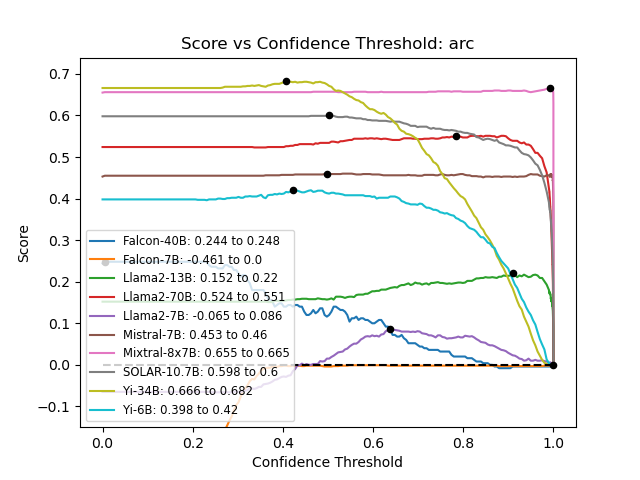 Score vs Confidence Threshold: arc
0.7
0.6
0.5
0.4
0.3
0.2
0.1
0.0
−0.1
Score
Falcon-40B: 0.244 to 0.248
Falcon-7B: -0.461 to 0.0
Llama2-13B: 0.152 to 0.22
Llama2-70B: 0.524 to 0.551
Llama2-7B: -0.065 to 0.086
Mistral-7B: 0.453 to 0.46
Mixtral-8x7B: 0.655 to 0.665
SOLAR-10.7B: 0.598 to 0.6
Yi-34B: 0.666 to 0.682
Yi-6B: 0.398 to 0.42
0.0 0.2 0.4 0.6 0.8 1.0
Confidence Threshold